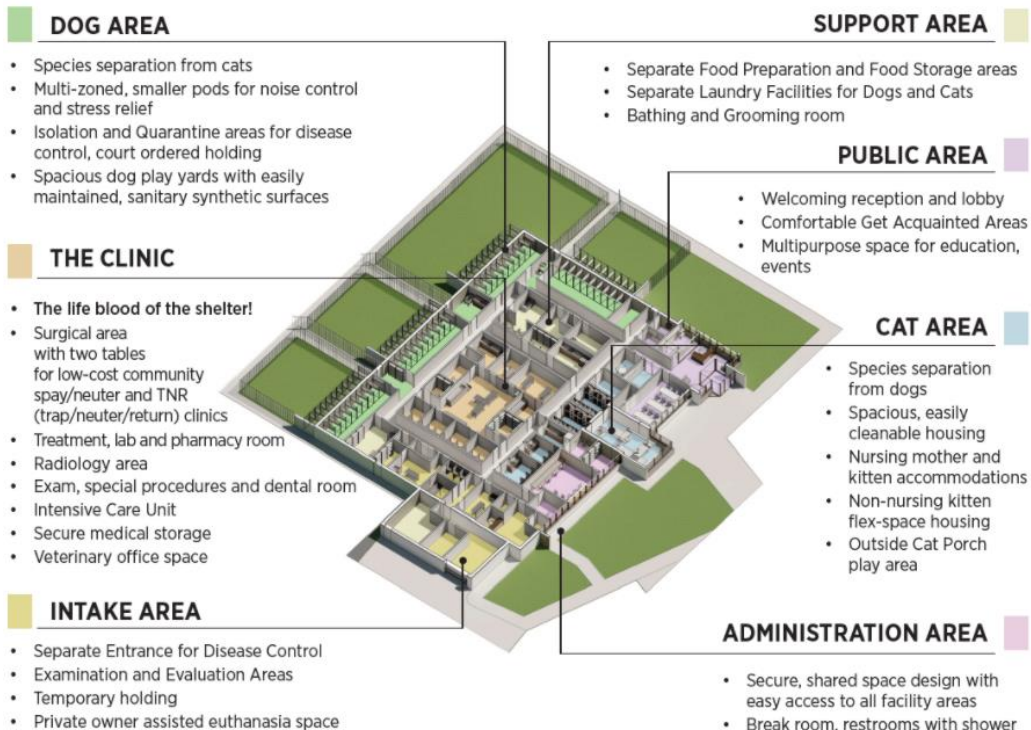 DOG AREA
• Species separation from cats
• Multi-zoned, smaller pods for noise control
and stress relief
• Isolation and Quarantine areas for disease
control, court ordered holding
• Spacious dog play yards with easily
maintained, sanitary synthetic surfaces
THE CLINIC
• The life blood of the shelter!
• Surgical area
with two tables
for low-cost community
spay/neuter and TNR
(trap/neuter/return) clinics
• Treatment, lab and pharmacy room
• Radiology area
• Exam, special procedures and dental room
• Intensive Care Unit
• Secure medical storage
• Veterinary office space
INTAKE AREA
• Separate Entrance for Disease Control
• Examination and Evaluation Areas
• Temporary holding
• Private owner assisted euthanasia space
SUPPORT AREA
• Separate Food Preparation and Food Storage areas
• Separate Laundry Facilities for Dogs and Cats
• Bathing and Grooming room
PUBLIC AREA
• Welcoming reception and lobby
• Comfortable Get Acquainted Areas
• Multipurpose space for education,
events
CAT AREA
• Species separation
from dogs
• Spacious, easily
cleanable housing
• Nursing mother and
kitten accommodations
• Non-nursing kitten
flex-space housing
• Outside Cat Porch
play area
ADMINISTRATION AREA
• Secure, shared space design with
easy access to all facility areas
• Break room, restrooms with shower